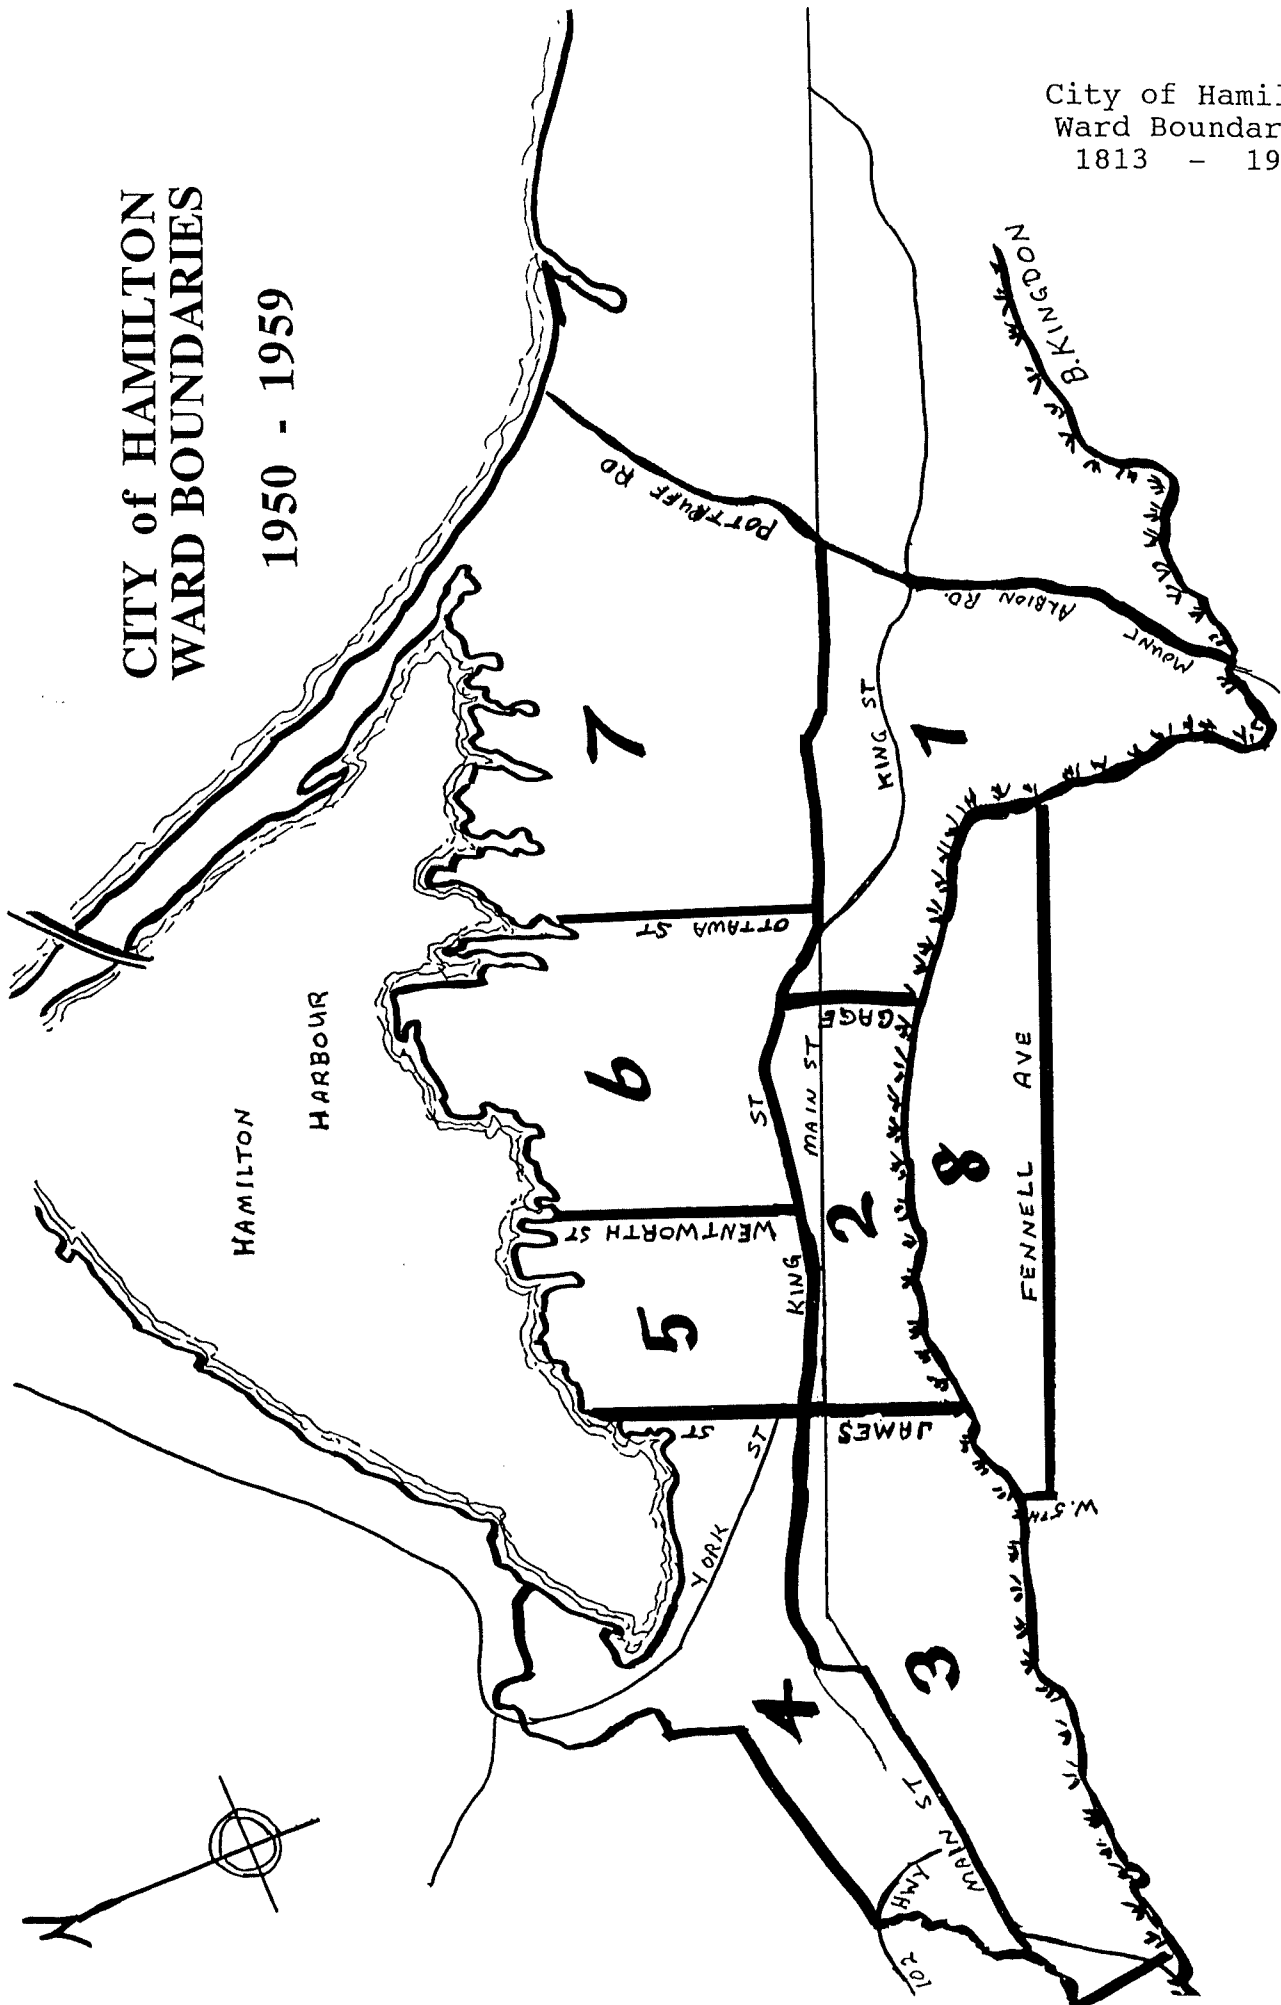 City of Hamil
Ward Boundar
1813 - 19
CITY of HAMILTON
WARD BOUNDARIES
1950 - 1959
N
HAMILTON
HARBOUR
B.KINGDON
POTTRUFF RD
MOUNT ALBION RD.
KING ST
7
1
OTTAWA ST
GAGE
6
MAIN ST
KING ST
WENTWORTH ST
2
8
FENNELL AVE
5
JAMES ST
YORK ST
W. 5TH
4
3
MAIN ST
HWY
102